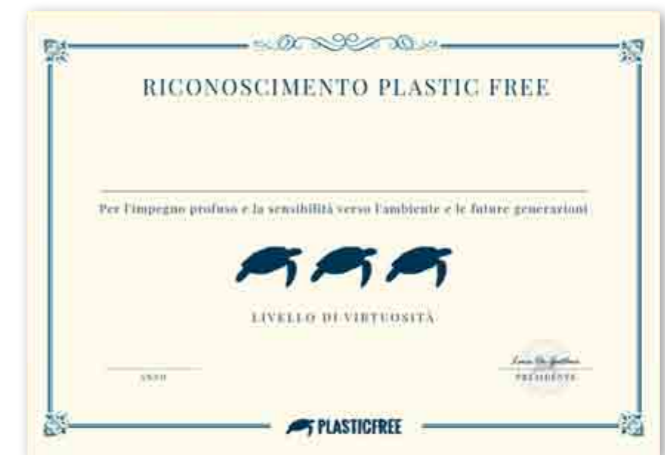 RICONOSCIMENTO PLASTIC FREE
Per l'impegno profuso e la sensibilità verso l'ambiente e le future generazioni
LIVELLO DI VIRTUOSITÀ
ANNO
PRESIDENTE
PLASTICFREE